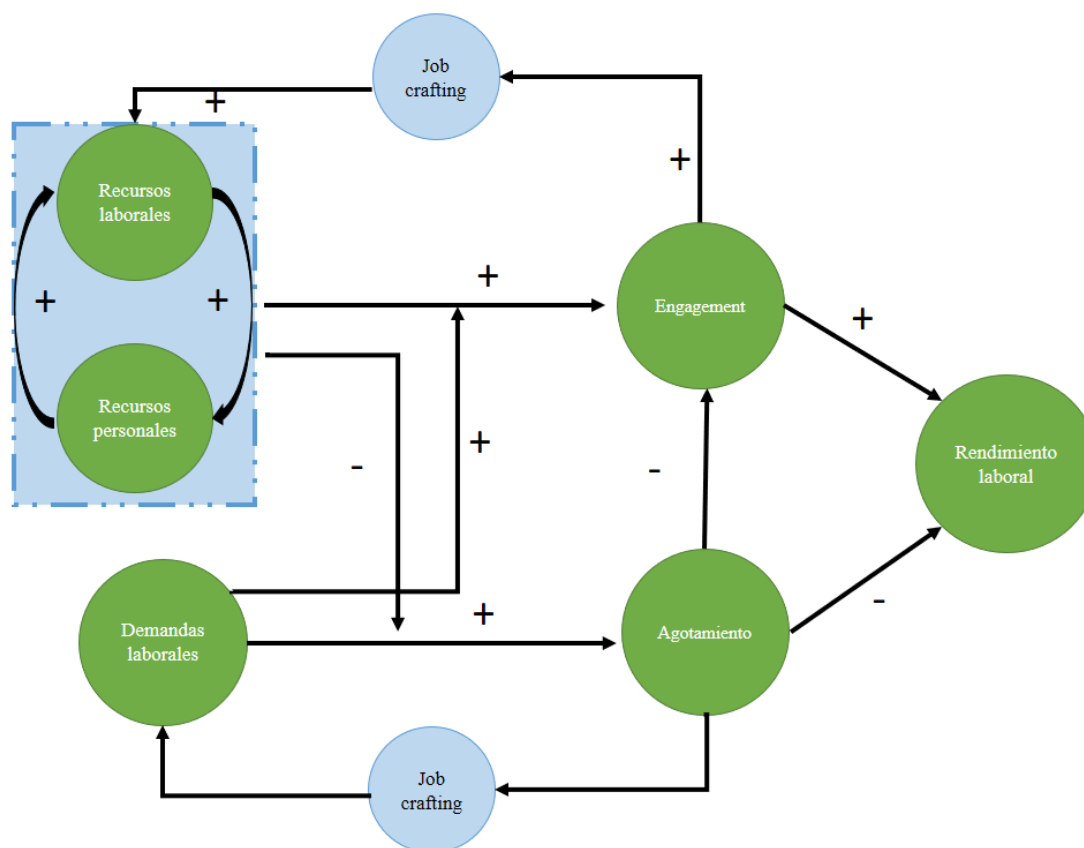 Job
crafting
+
+
Recursos
laborales
+
+
+
Engagement
+
Recursos
personales
-
+
-
Rendimiento
laboral
Demandas
laborales
+
Agotamiento
-
Job
crafting